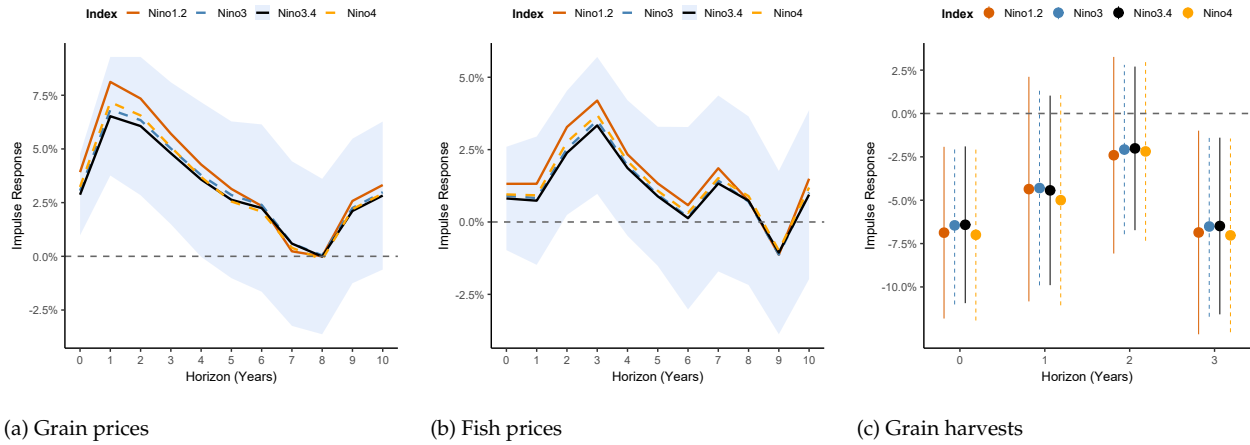 Index Nino1.2 Nino3 Nino3.4 Nino4
Impulse Response
7.5%
5.0%
2.5%
0.0%
-2.5%
0 1 2 3 4 5 6 7 8 9 10
Horizon (Years)
(a) Grain prices
Index Nino1.2 Nino3 Nino3.4 Nino4
Impulse Response
5.0%
2.5%
0.0%
-2.5%
0 1 2 3 4 5 6 7 8 9 10
Horizon (Years)
(b) Fish prices
Index Nino1.2 Nino3 Nino3.4 Nino4
Impulse Response
2.5%
0.0%
-2.5%
-5.0%
-7.5%
-10.0%
0 1 2 3
Horizon (Years)
(c) Grain harvests